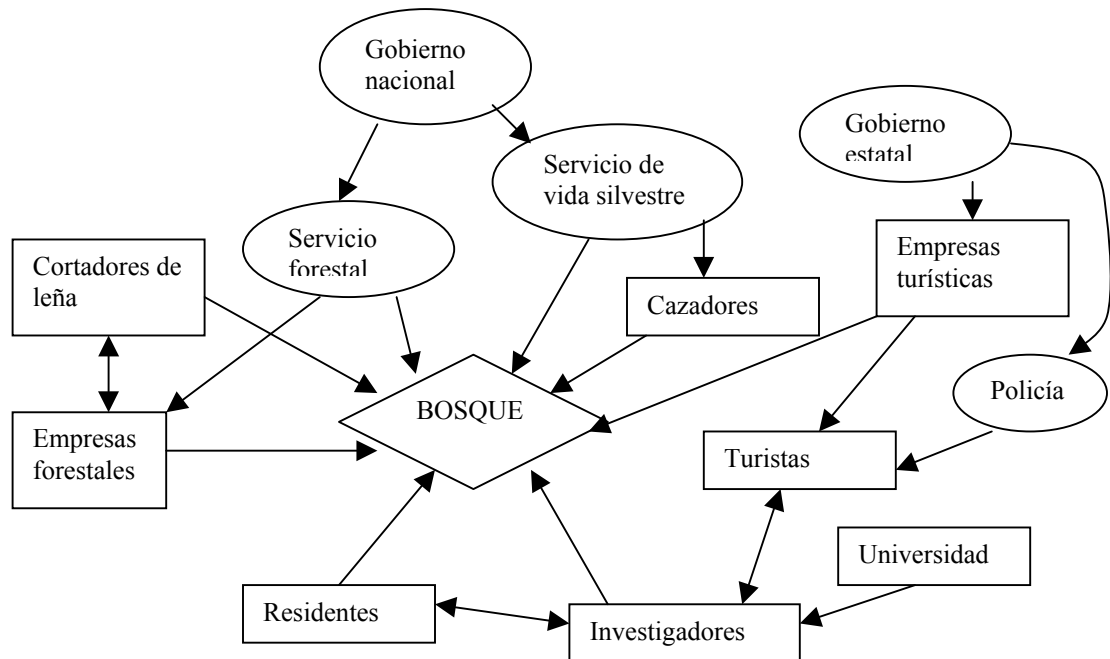 Gobierno
nacional
Gobierno
estatal
Servicio de
vida silvestre
Servicio
forestal
Cortadores de
leña
Empresas
turísticas
Cazadores
Policía
BOSQUE
Empresas
forestales
Turistas
Universidad
Residentes
Investigadores